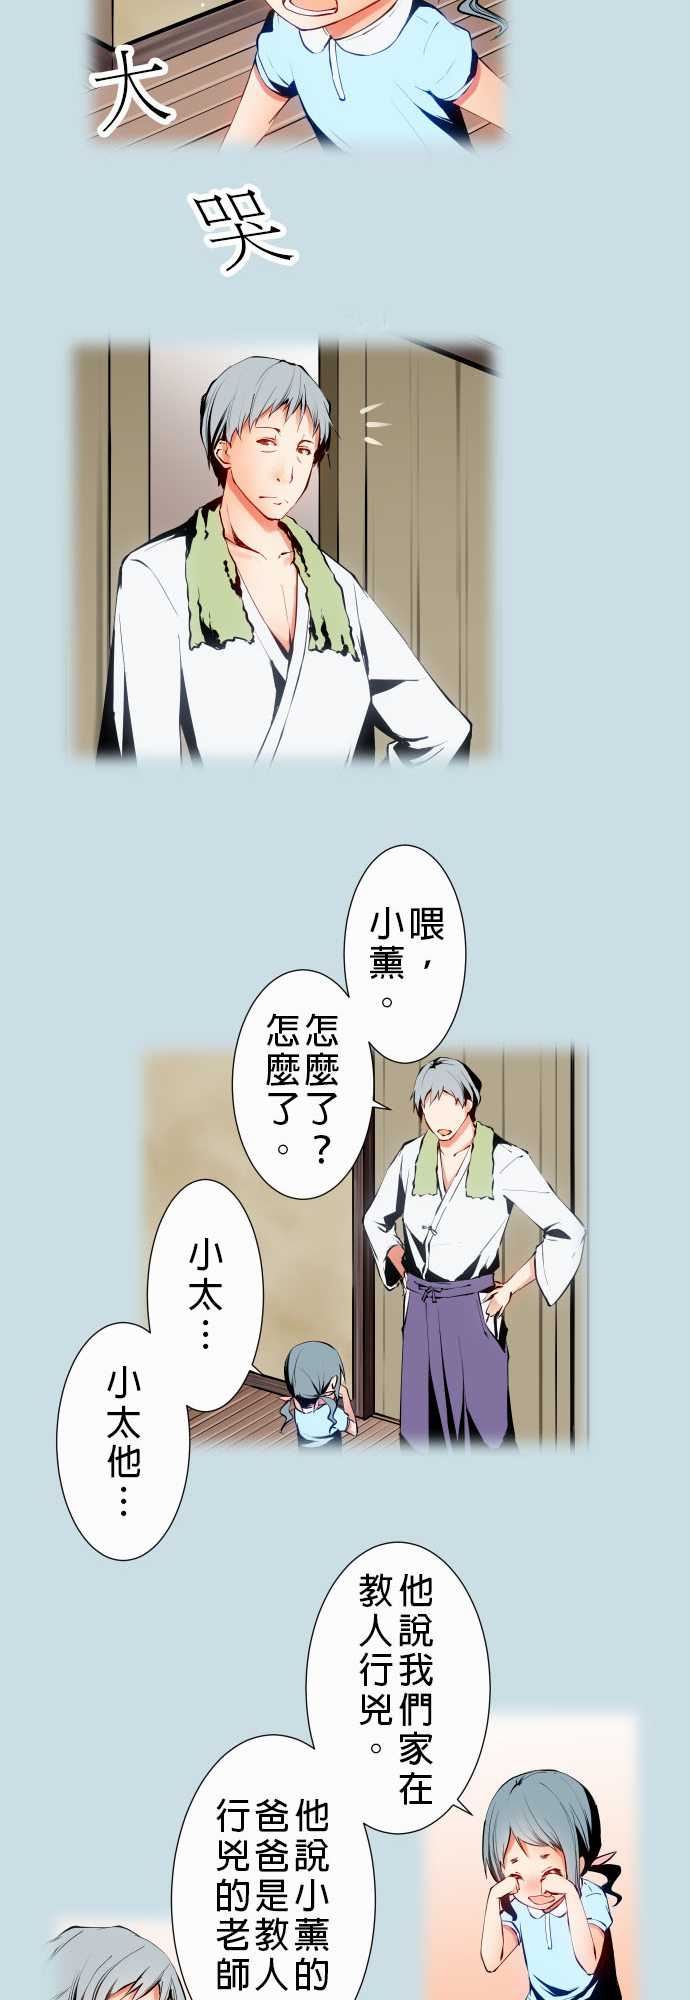 大
哭
喂，
小薰。
怎麼了？
怎麼了。
小太…
小太他…
他說我們家在
教人行兇。
他說小薰的
爸爸是教人
行兇的老師